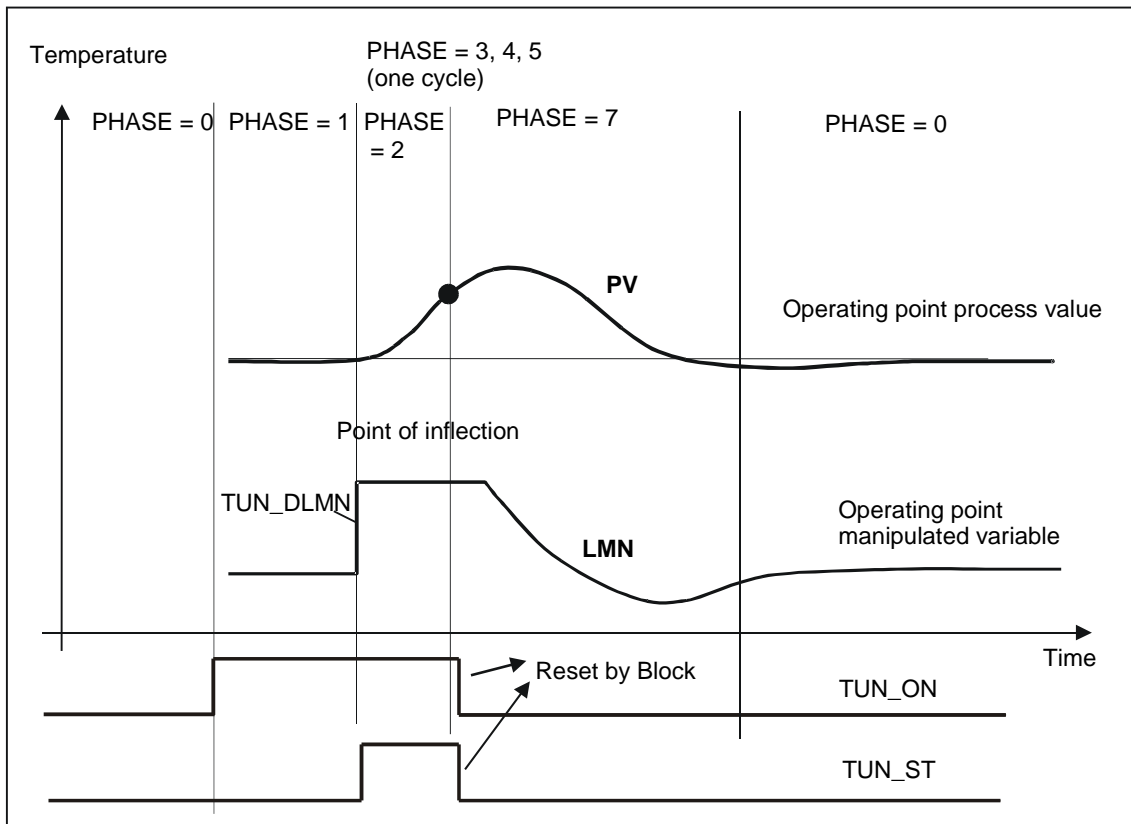 Temperature
PHASE = 3, 4, 5
(one cycle)
PHASE = 0
PHASE = 1
PHASE
= 2
PHASE = 7
PHASE = 0
PV
Operating point process value
Point of inflection
TUN_DLMN
LMN
Operating point
manipulated variable
Time
Reset by Block
TUN_ON
TUN_ST